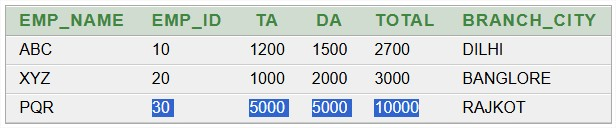 EMP_NAME EMP_ID TA DA TOTAL BRANCH_CITY
ABC 10 1200 1500 2700 DILHI
XYZ 20 1000 2000 3000 BANGLORE
PQR 30 5000 5000 10000 RAJKOT